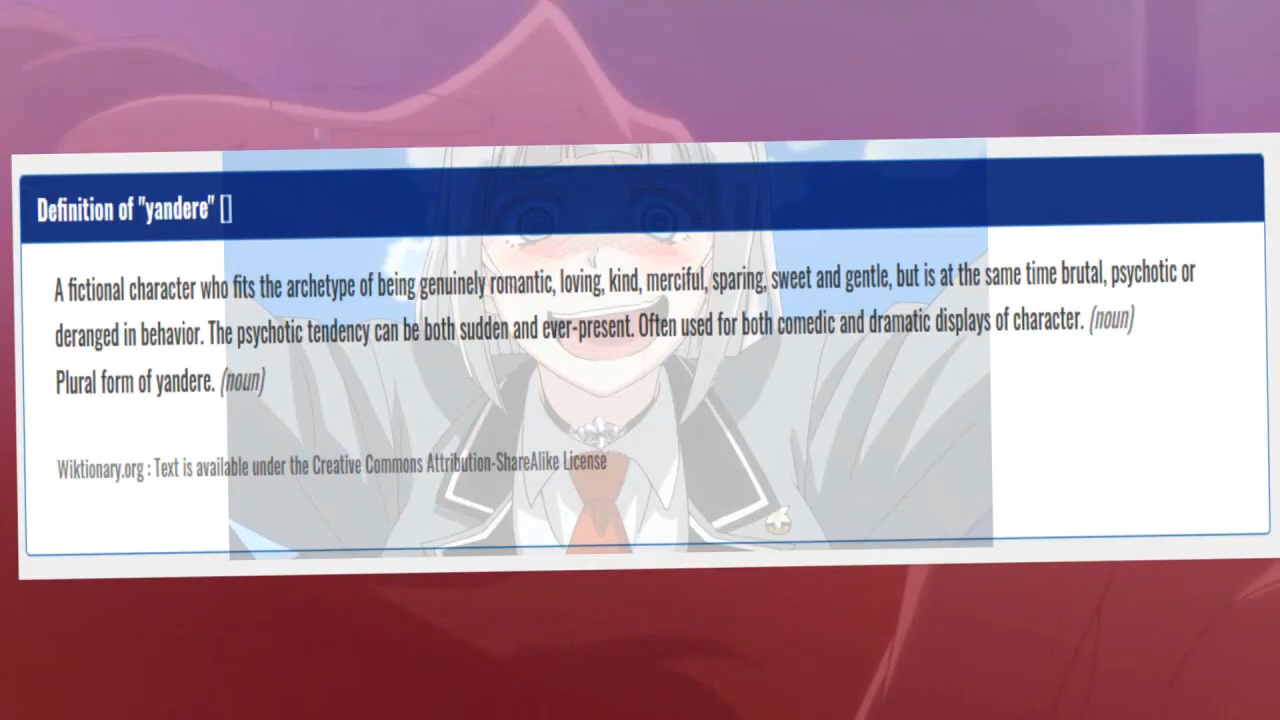 Definition of "yandere" []
A fictional character who fits the archetype of being genuinely romantic, loving, kind, merciful, sparing, sweet and gentle, but is at the same time brutal, psychotic or
deranged in behavior. The psychotic tendency can be both sudden and ever-present. Often used for both comedic and dramatic displays of character. (noun)
Plural form of yandere. (noun)
Wiktionary.org : Text is available under the Creative Commons Attribution-ShareAlike License